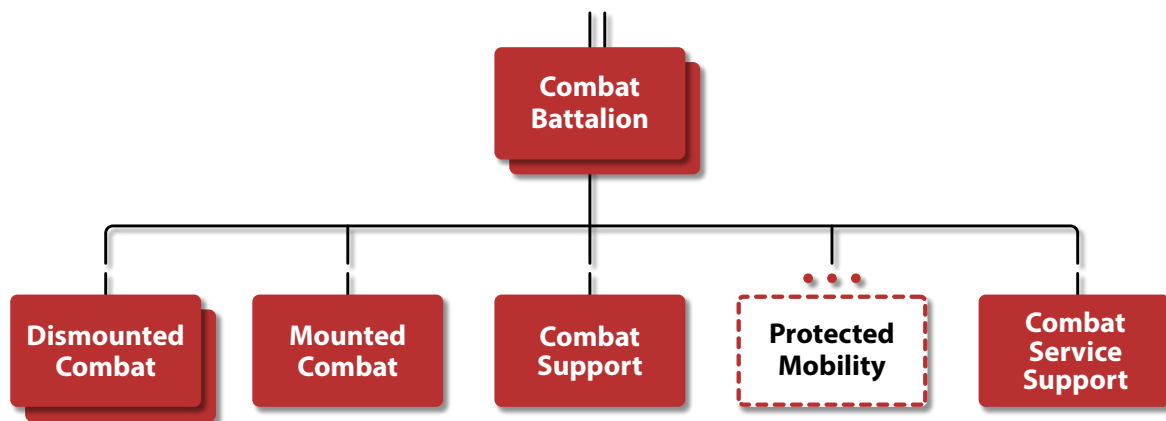 Combat
Battalion
Dismounted
Combat
Mounted
Combat
Combat
Support
Protected
Mobility
Combat
Service
Support